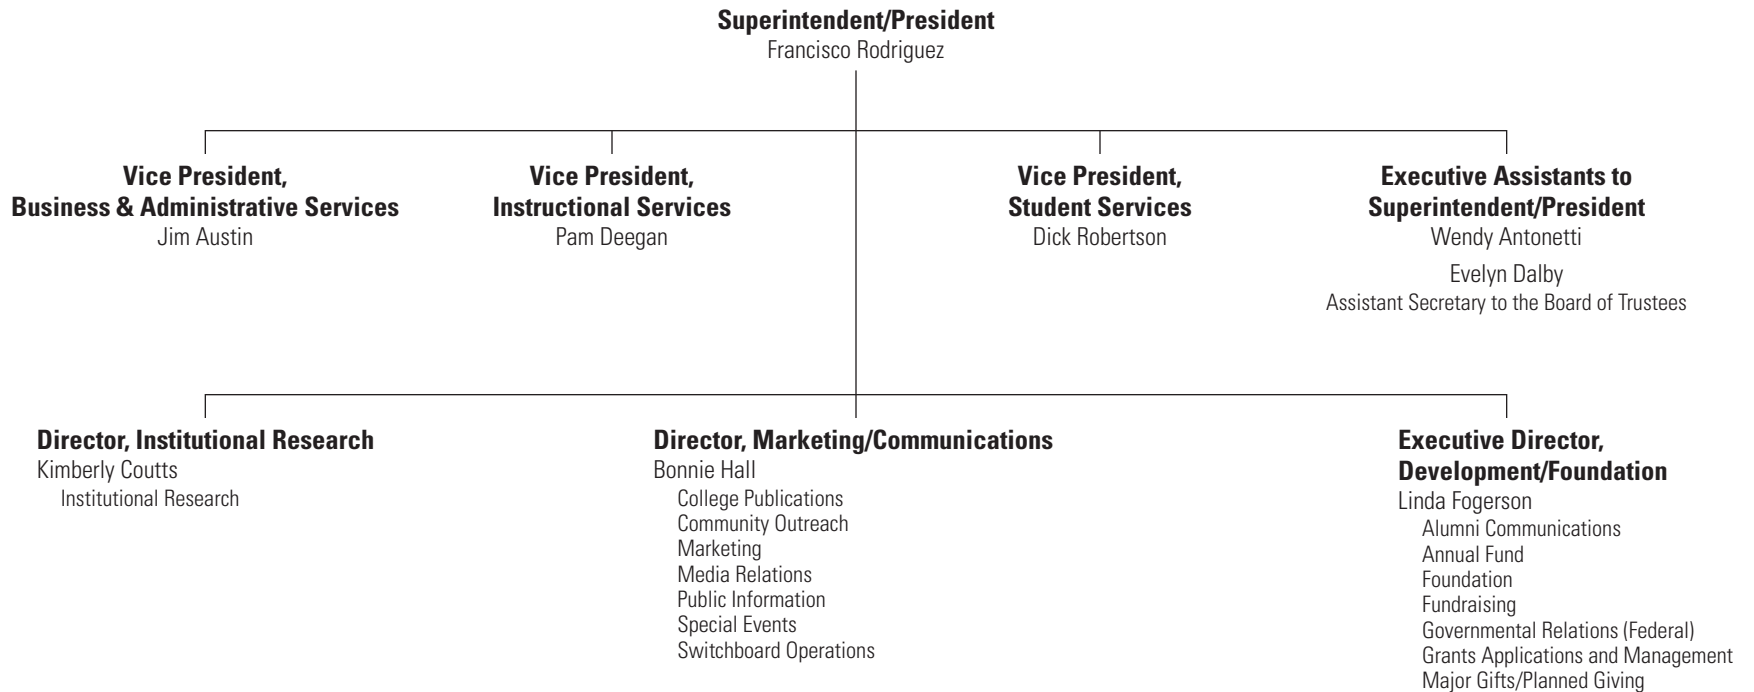 Superintendent/President
Francisco Rodriguez
Vice President,
Business & Administrative Services
Jim Austin
Vice President,
Instructional Services
Pam Deegan
Vice President,
Student Services
Dick Robertson
Executive Assistants to
Superintendent/President
Wendy Antonetti
Evelyn Dalby
Assistant Secretary to the Board of Trustees
Director, Institutional Research
Kimberly Coutts
Institutional Research
Director, Marketing/Communications
Bonnie Hall
College Publications
Community Outreach
Marketing
Media Relations
Public Information
Special Events
Switchboard Operations
Executive Director,
Development/Foundation
Linda Fogerson
Alumni Communications
Annual Fund
Foundation
Fundraising
Governmental Relations (Federal)
Grants Applications and Management
Major Gifts/Planned Giving